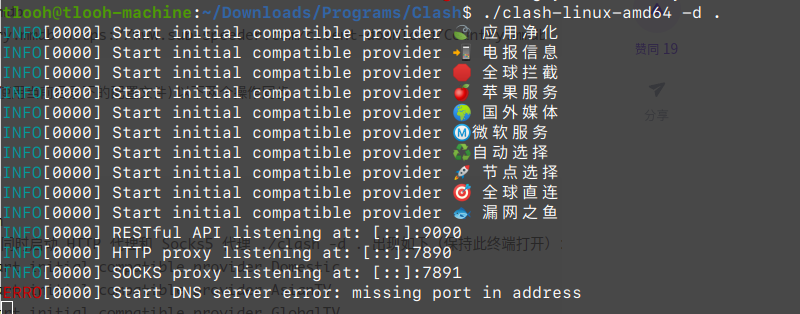 tlooh@tlooh-machine:~/Downloads/Programs/Clash$ ./clash-linux-amd64 -d .
INFO[0000] Start initial compatible provider 🍃 应用净化
INFO[0000] Start initial compatible provider 📲 电报信息
INFO[0000] Start initial compatible provider 🛑 全球拦截
INFO[0000] Start initial compatible provider 🍎 苹果服务
INFO[0000] Start initial compatible provider 🌍 国外媒体
INFO[0000] Start initial compatible provider Ⓜ️微软服务
INFO[0000] Start initial compatible provider ♻️自动选择
INFO[0000] Start initial compatible provider 🚀 节点选择
INFO[0000] Start initial compatible provider 🎯 全球直连
INFO[0000] Start initial compatible provider 🐟 漏网之鱼
INFO[0000] RESTful API listening at: [::]:9090
INFO[0000] HTTP proxy listening at: [::]:7890
INFO[0000] SOCKS proxy listening at: [::]:7891
ERRO[0000] Start DNS server error: missing port in address
赞同 19
分享